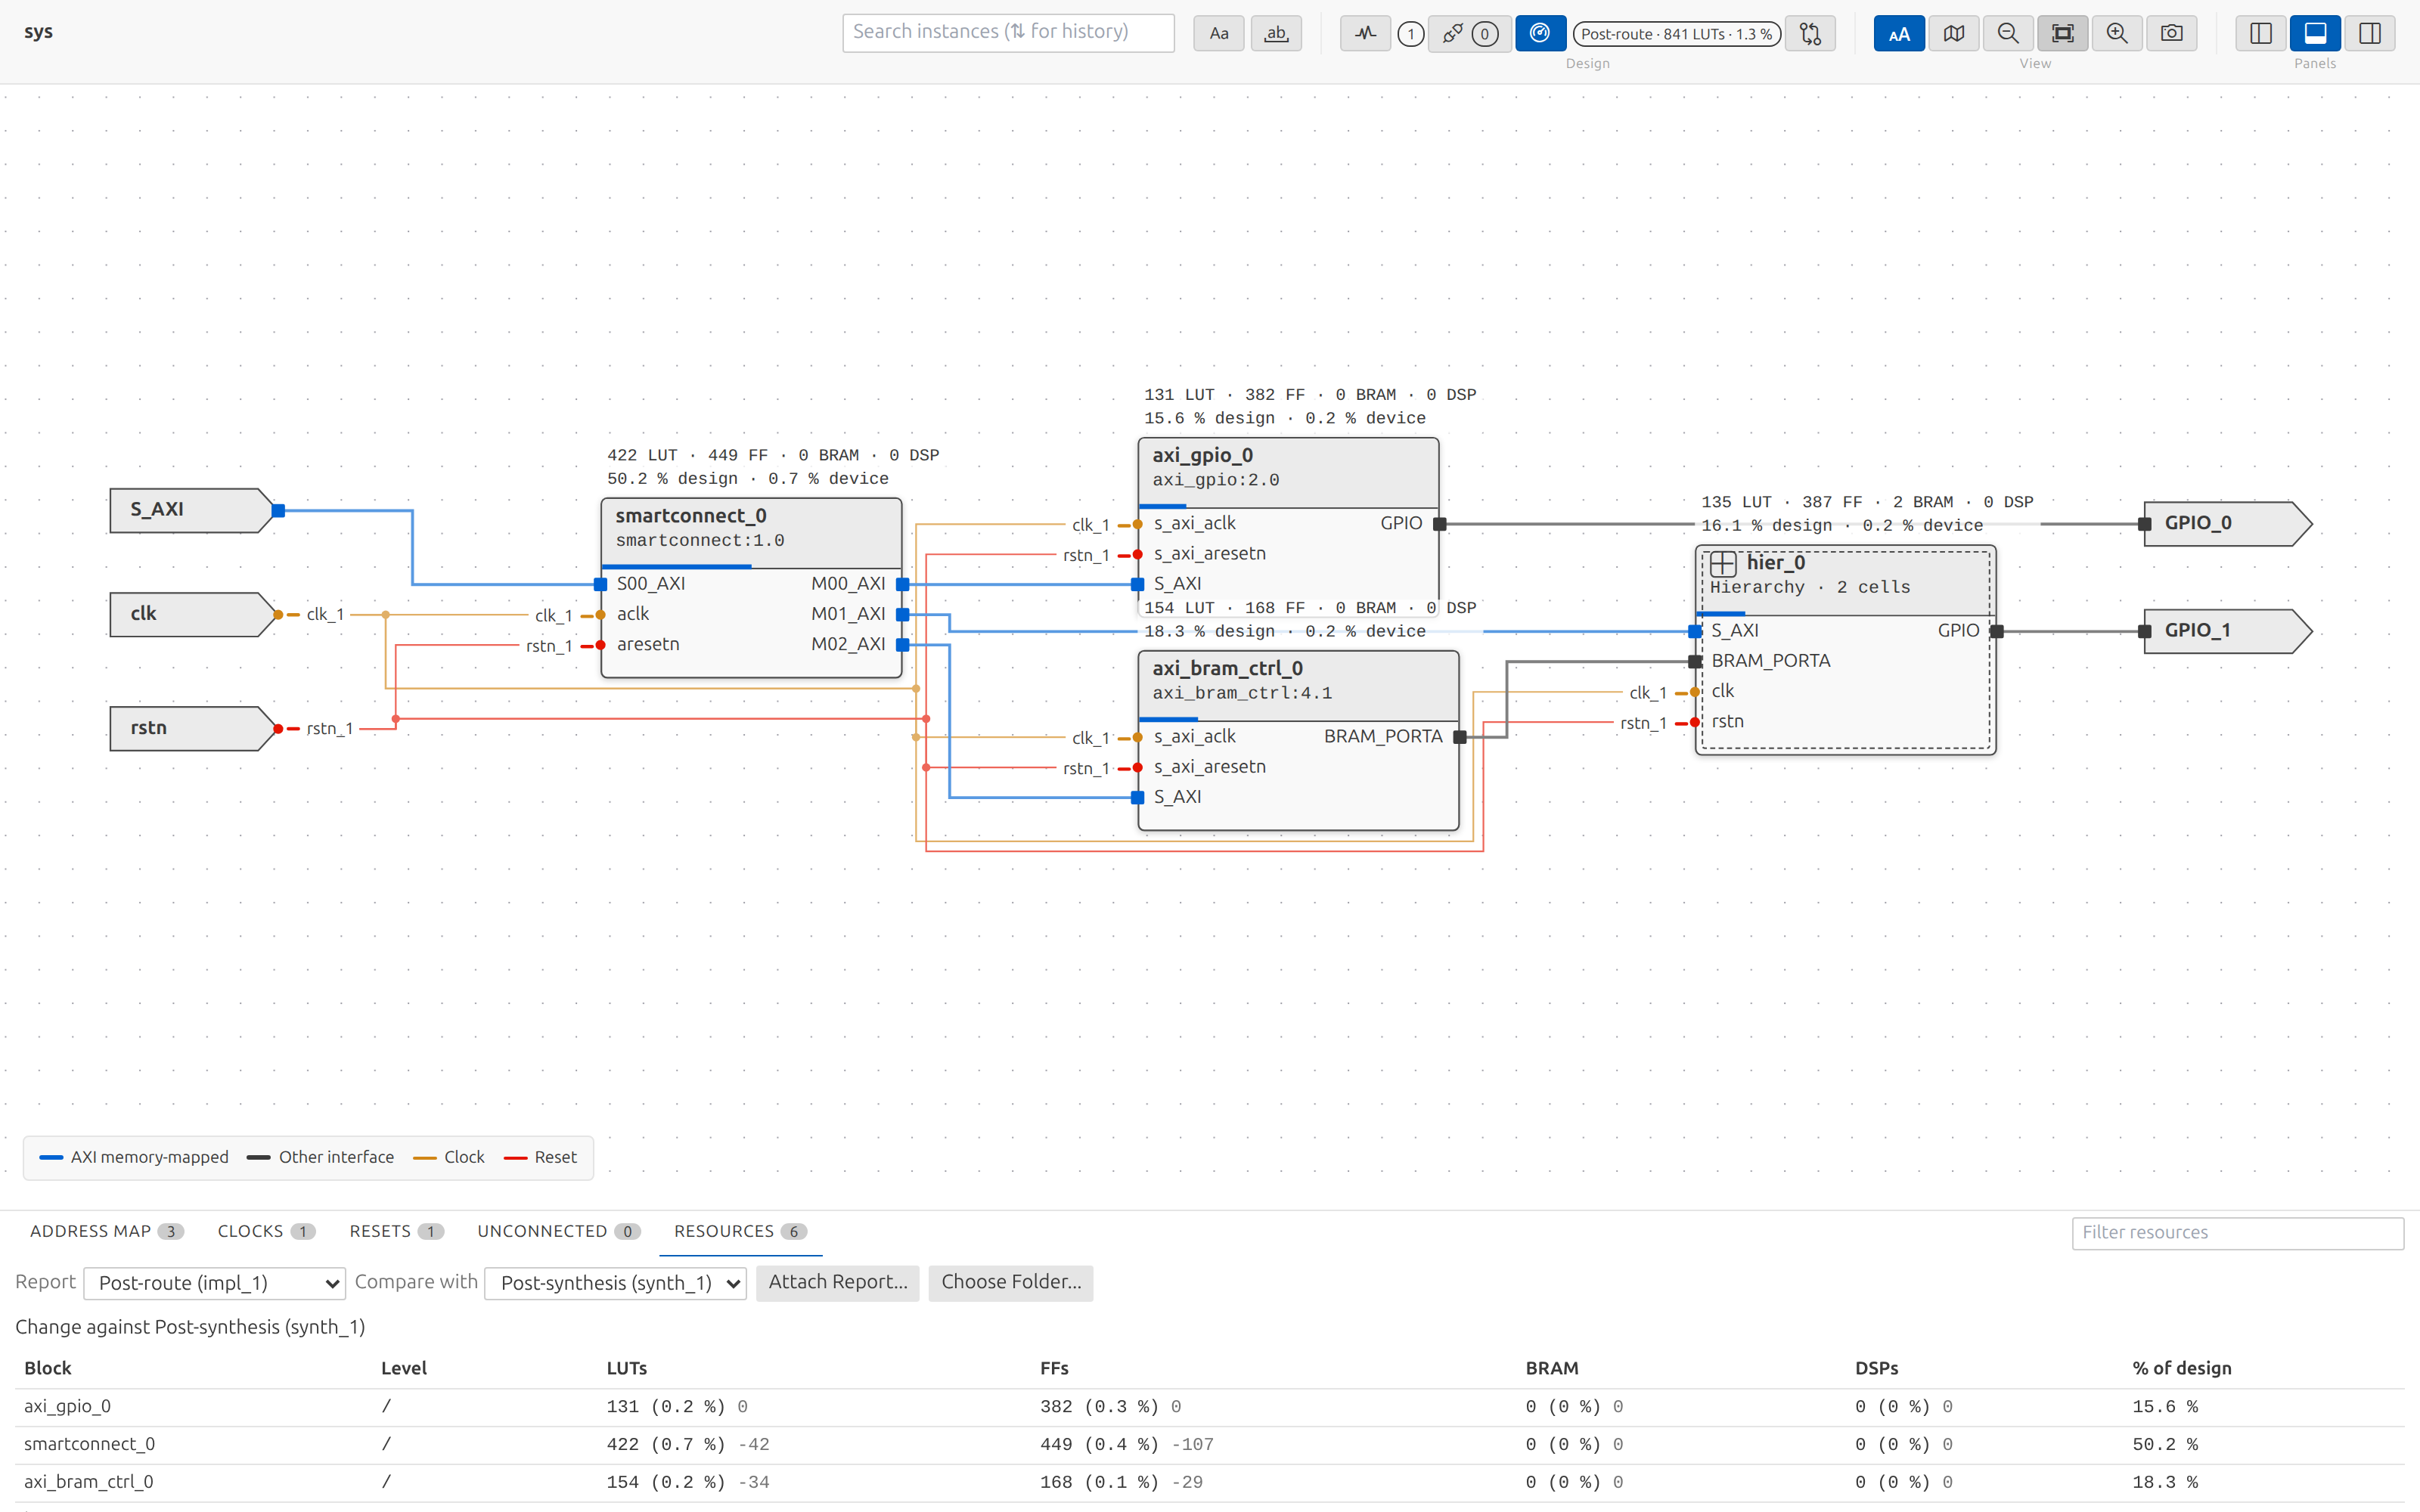 sys
Search instances (⇅ for history)
Aa
ab
1
0
Post-route · 841 LUTs · 1.3 %
AA
Design
View
Panels
131 LUT · 382 FF · 0 BRAM · 0 DSP
15.6 % design · 0.2 % device
axi_gpio_0
axi_gpio:2.0
clk_1
s_axi_aclk
GPIO
rstn_1
s_axi_aresetn
S_AXI
422 LUT · 449 FF · 0 BRAM · 0 DSP
50.2 % design · 0.7 % device
smartconnect_0
smartconnect:1.0
S00_AXI
M00_AXI
clk_1
aclk
M01_AXI
rstn_1
aresetn
M02_AXI
S_AXI
clk
clk_1
rstn
rstn_1
154 LUT · 168 FF · 0 BRAM · 0 DSP
18.3 % design · 0.2 % device
axi_bram_ctrl_0
axi_bram_ctrl:4.1
clk_1
s_axi_aclk
BRAM_PORTA
rstn_1
s_axi_aresetn
S_AXI
135 LUT · 387 FF · 2 BRAM · 0 DSP
16.1 % design · 0.2 % device
hier_0
Hierarchy · 2 cells
S_AXI
GPIO
BRAM_PORTA
clk_1
clk
rstn_1
rstn
GPIO_0
GPIO_1
AXI memory-mapped
Other interface
Clock
Reset
ADDRESS MAP 3
CLOCKS 1
RESETS 1
UNCONNECTED 0
RESOURCES 6
Filter resources
Report Post-route (impl_1) Compare with Post-synthesis (synth_1) Attach Report... Choose Folder...
Change against Post-synthesis (synth_1)
Block Level LUTs FFs BRAM DSPs % of design
axi_gpio_0 / 131 (0.2 %) 0 382 (0.3 %) 0 0 (0 %) 0 0 (0 %) 0 15.6 %
smartconnect_0 / 422 (0.7 %) -42 449 (0.4 %) -107 0 (0 %) 0 0 (0 %) 0 50.2 %
axi_bram_ctrl_0 / 154 (0.2 %) -34 168 (0.1 %) -29 0 (0 %) 0 0 (0 %) 0 18.3 %